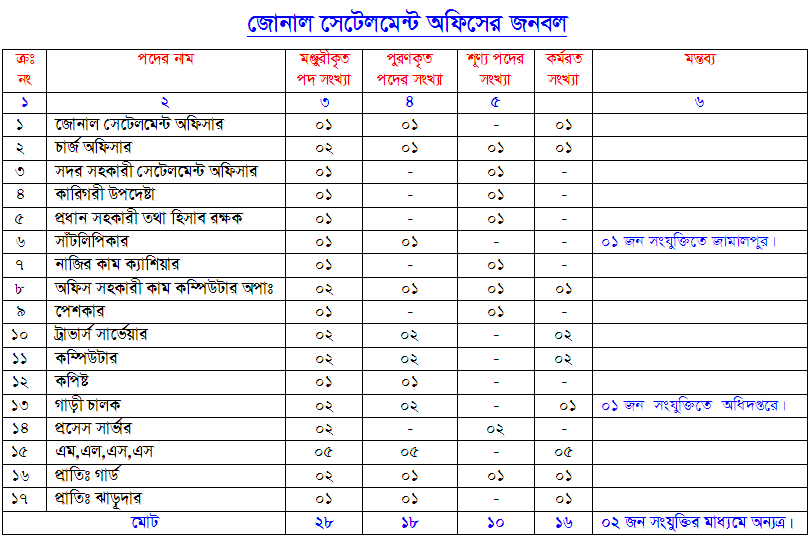 জোনাল সেটেলমেন্ট অফিসের জনবল
ক্রঃ নং পদের নাম মঞ্জুরীকৃত পদ সংখ্যা পুরণকৃত পদের সংখ্যা শূণ্য পদের সংখ্যা কর্মরত সংখ্যা মন্তব্য
১ ২ ৩ ৪ ৫ ৬
১ জোনাল সেটেলমেন্ট অফিসার ০১ ০১ - ০১
২ চার্জ অফিসার ০২ ০১ ০১ ০১
৩ সদর সহকারী সেটেলমেন্ট অফিসার ০১ - ০১
৪ কারিগরী উপদেষ্টা ০১ - ০১ -
৫ প্রধান সহকারী তথা হিসাব রক্ষক ০১ - ০১ -
৬ সাঁটলিপিকার ০১ ০১ - - ০১ জন সংযুক্তিতে জামালপুর।
৭ নাজির কাম ক্যাশিয়ার ০১ - ০১ -
৮ অফিস সহকারী কাম কম্পিউটার অপাঃ ০২ ০১ ০১ ০১
৯ পেশকার ০১ - ০১ -
১০ ট্রাভার্স সার্ভেয়ার ০২ ০২ - ০২
১১ কম্পিউটার ০২ ০২ - ০২
১২ কপিষ্ট ০১ ০১ - -
১৩ গাড়ী চালক ০২ ০২ - ০১ ০১ জন সংযুক্তিতে অধিদপ্তরে।
১৪ প্রসেস সার্ভর ০২ - ০২ -
১৫ এম,এল,এস,এস ০৫ ০৫ - ০৫
১৬ প্রাতিঃ গার্ড ০২ ০১ ০১ ০১
১৭ প্রাতিঃ ঝাড়ূদার ০১ ০১ - ০১
মোট ২৮ ১৮ ১০ ১৬ ০২ জন সংযুক্তির মাধ্যমে অন্যত্র।